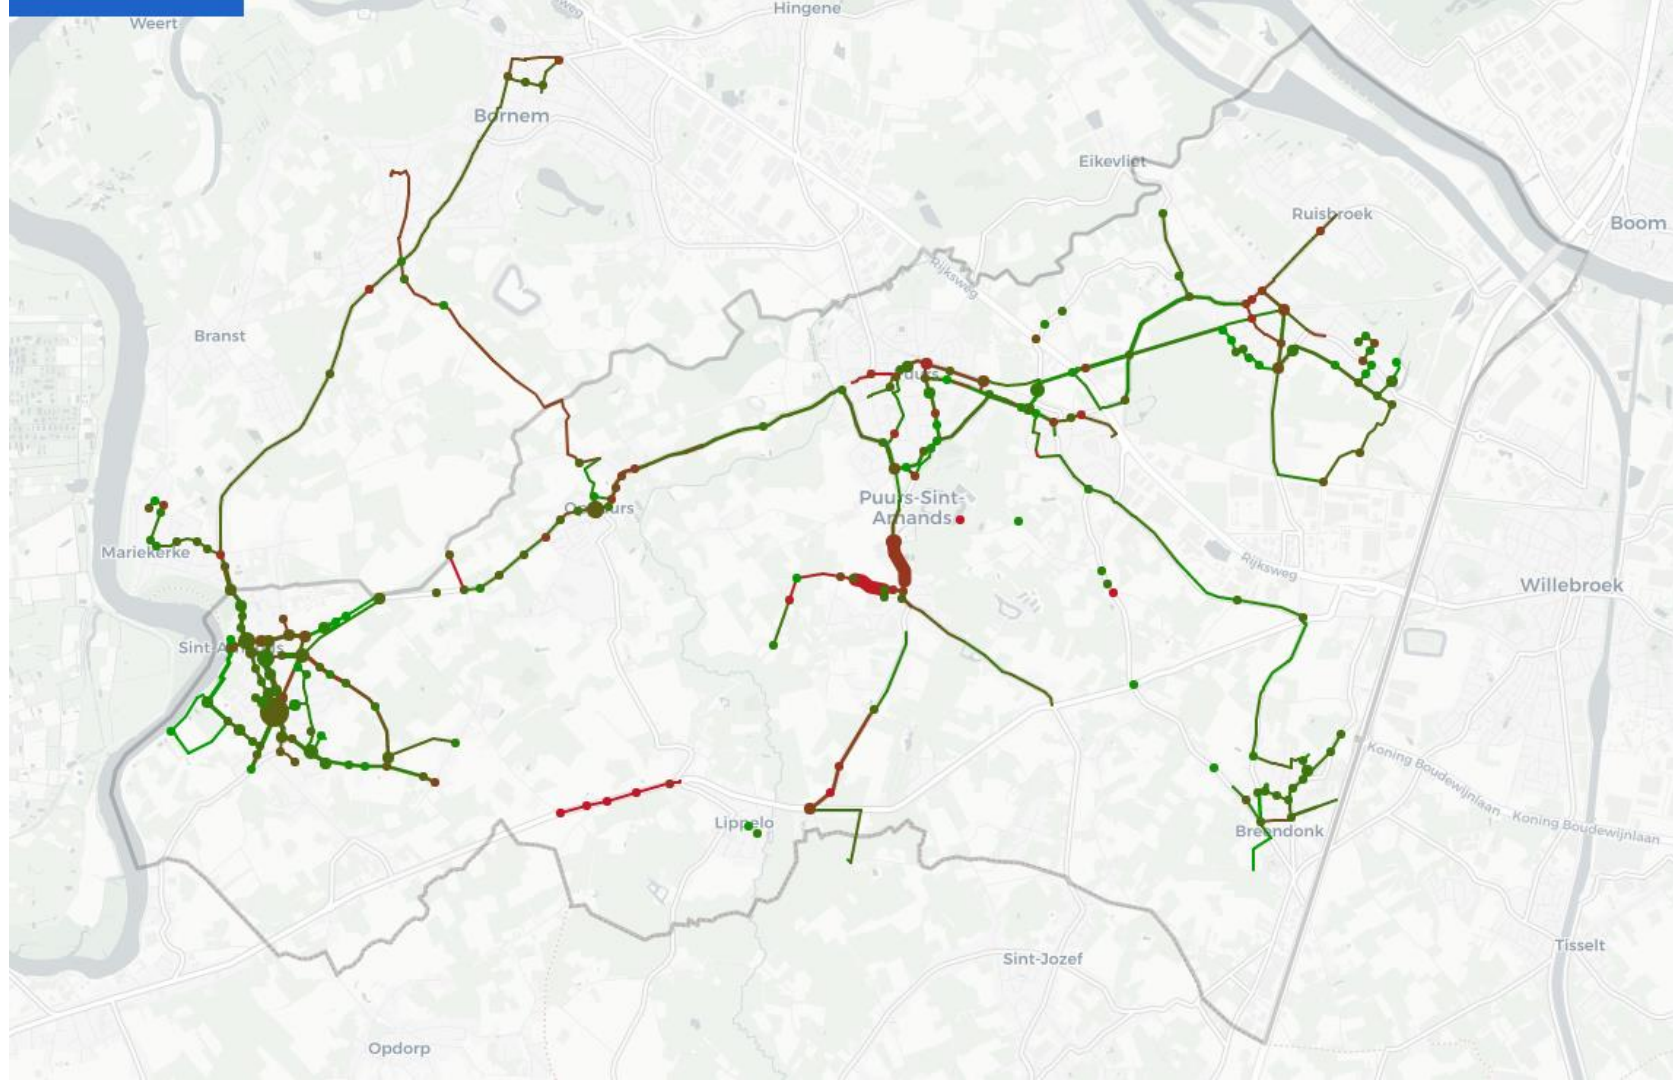 Weert
Hingene
Bornem
Eikevliet
Ruisbroek
Boom
Rijksweg
Branst
Puurs-Sint-
Amands
Mariekerke
Rijksweg
Willebroek
Koning Boudewijnlaan
Koning Boudewijnlaan
Lippelo
Breendonk
Tisselt
Sint-Jozef
Opdorp